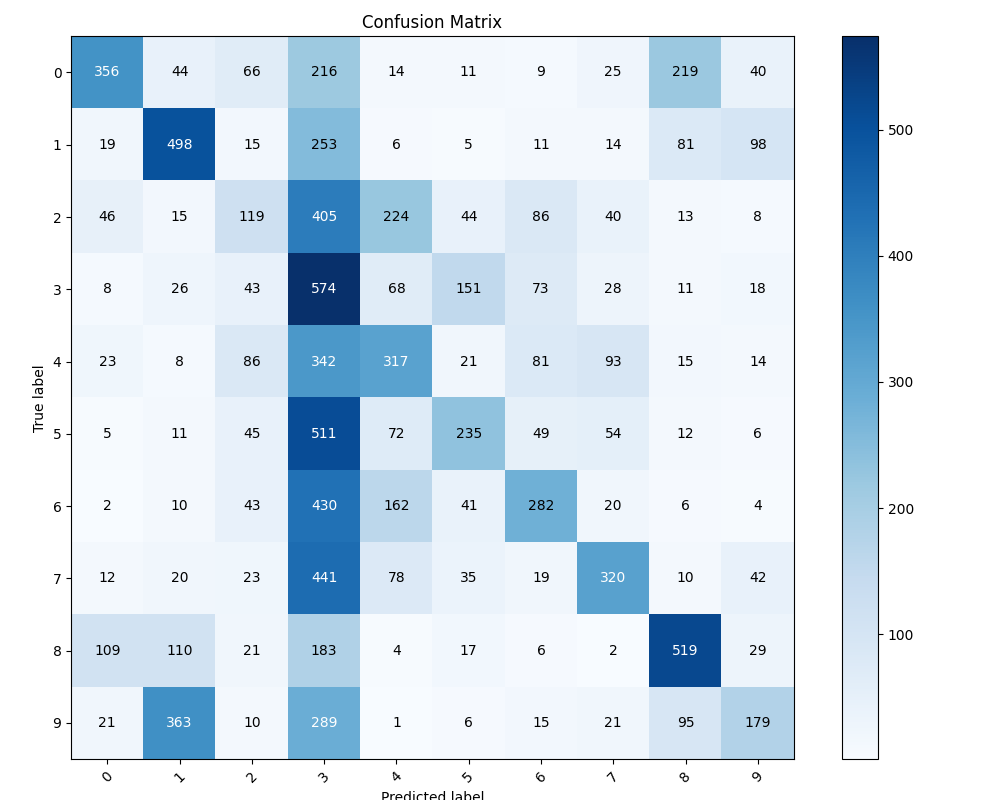 Confusion Matrix
0 356 44 66 216 14 11 9 25 219 40
1 19 498 15 253 6 5 11 14 81 98
2 46 15 119 405 224 44 86 40 13 8
3 8 26 43 574 68 151 73 28 11 18
4 23 8 86 342 317 21 81 93 15 14
5 5 11 45 511 72 235 49 54 12 6
6 2 10 43 430 162 41 282 20 6 4
7 12 20 23 441 78 35 19 320 10 42
8 109 110 21 183 4 17 6 2 519 29
9 21 363 10 289 1 6 15 21 95 179
0 1 2 3 4 5 6 7 8 9
True label
Predicted label
500
400
300
200
100